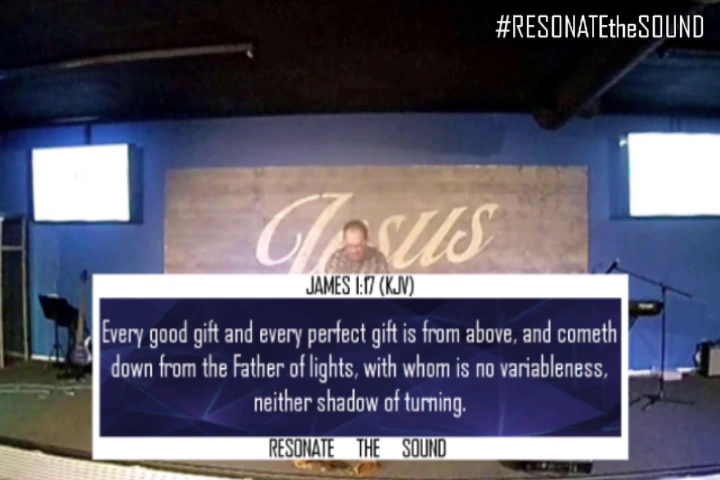 #RESONATEtheSOUND
Jesus
JAMES 1:17 (KJV)
Every good gift and every perfect gift is from above, and cometh
down from the Father of lights, with whom is no variableness,
neither shadow of turning.
RESONATE THE SOUND